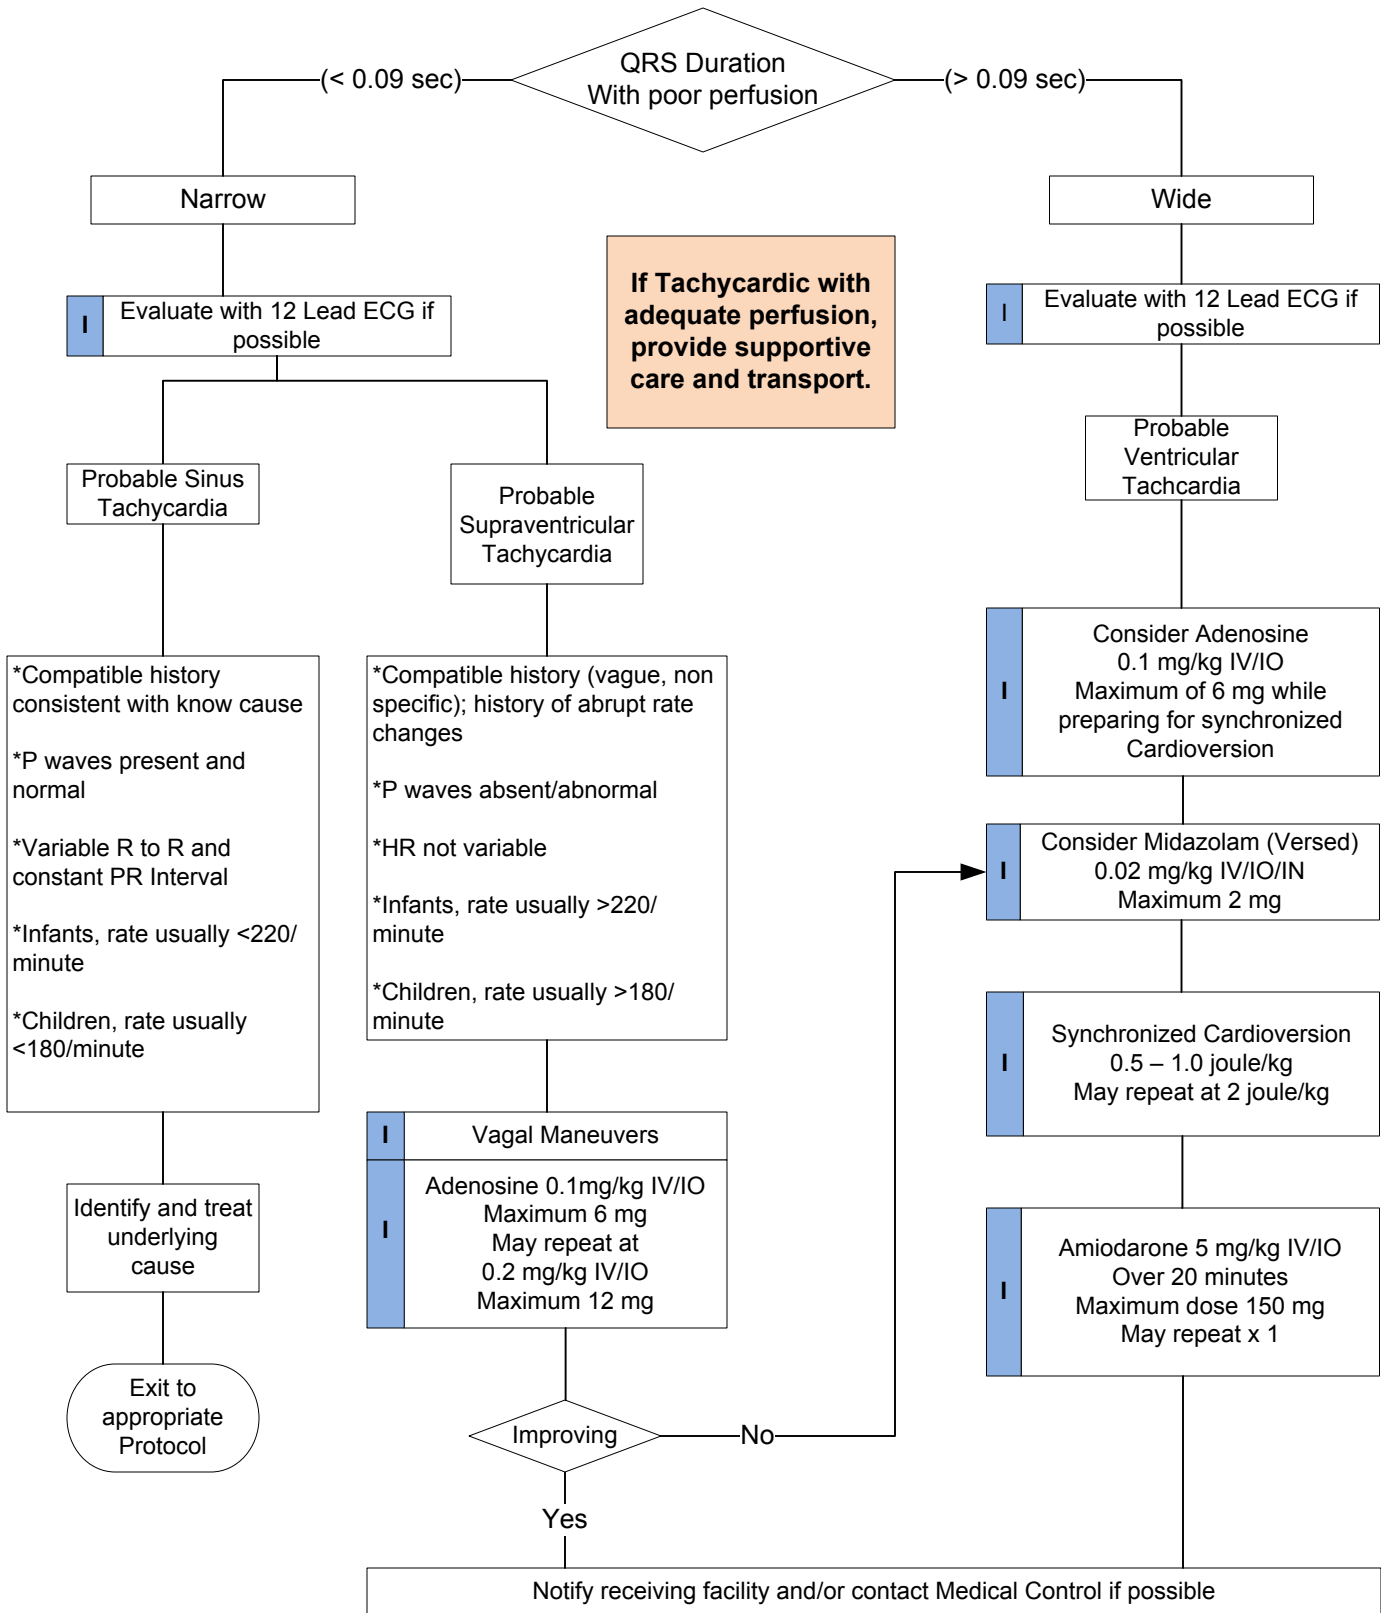 QRS Duration
With poor perfusion
(< 0.09 sec)
(> 0.09 sec)
Narrow
Wide
If Tachycardic with
adequate perfusion,
provide supportive
care and transport.
I
Evaluate with 12 Lead ECG if
possible
I
Evaluate with 12 Lead ECG if
possible
Probable Sinus
Tachycardia
Probable
Supraventricular
Tachycardia
Probable
Ventricular
Tachcardia
*Compatible history
consistent with know cause
*P waves present and
normal
*Variable R to R and
constant PR Interval
*Infants, rate usually <220/
minute
*Children, rate usually
<180/minute
Identify and treat
underlying
cause
Exit to
appropriate
Protocol
*Compatible history (vague, non
specific); history of abrupt rate
changes
*P waves absent/abnormal
*HR not variable
*Infants, rate usually >220/
minute
*Children, rate usually >180/
minute
I
Vagal Maneuvers
I
Adenosine 0.1mg/kg IV/IO
Maximum 6 mg
May repeat at
0.2 mg/kg IV/IO
Maximum 12 mg
Improving
No
Yes
I
Consider Adenosine
0.1 mg/kg IV/IO
Maximum of 6 mg while
preparing for synchronized
Cardioversion
I
Consider Midazolam (Versed)
0.02 mg/kg IV/IO/IN
Maximum 2 mg
I
Synchronized Cardioversion
0.5 – 1.0 joule/kg
May repeat at 2 joule/kg
I
Amiodarone 5 mg/kg IV/IO
Over 20 minutes
Maximum dose 150 mg
May repeat x 1
Notify receiving facility and/or contact Medical Control if possible